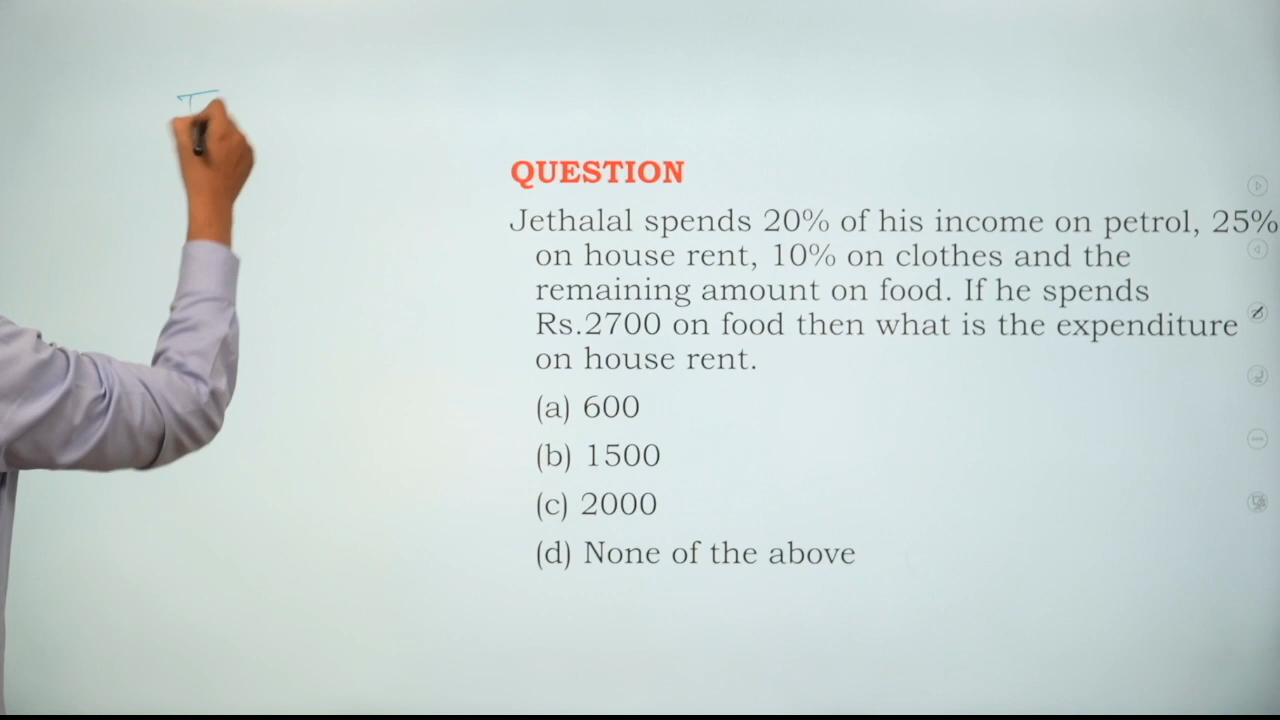 QUESTION
Jethalal spends 20% of his income on petrol, 25%
on house rent, 10% on clothes and the
remaining amount on food. If he spends
Rs.2700 on food then what is the expenditure
on house rent.
(a) 600
(b) 1500
(c) 2000
(d) None of the above